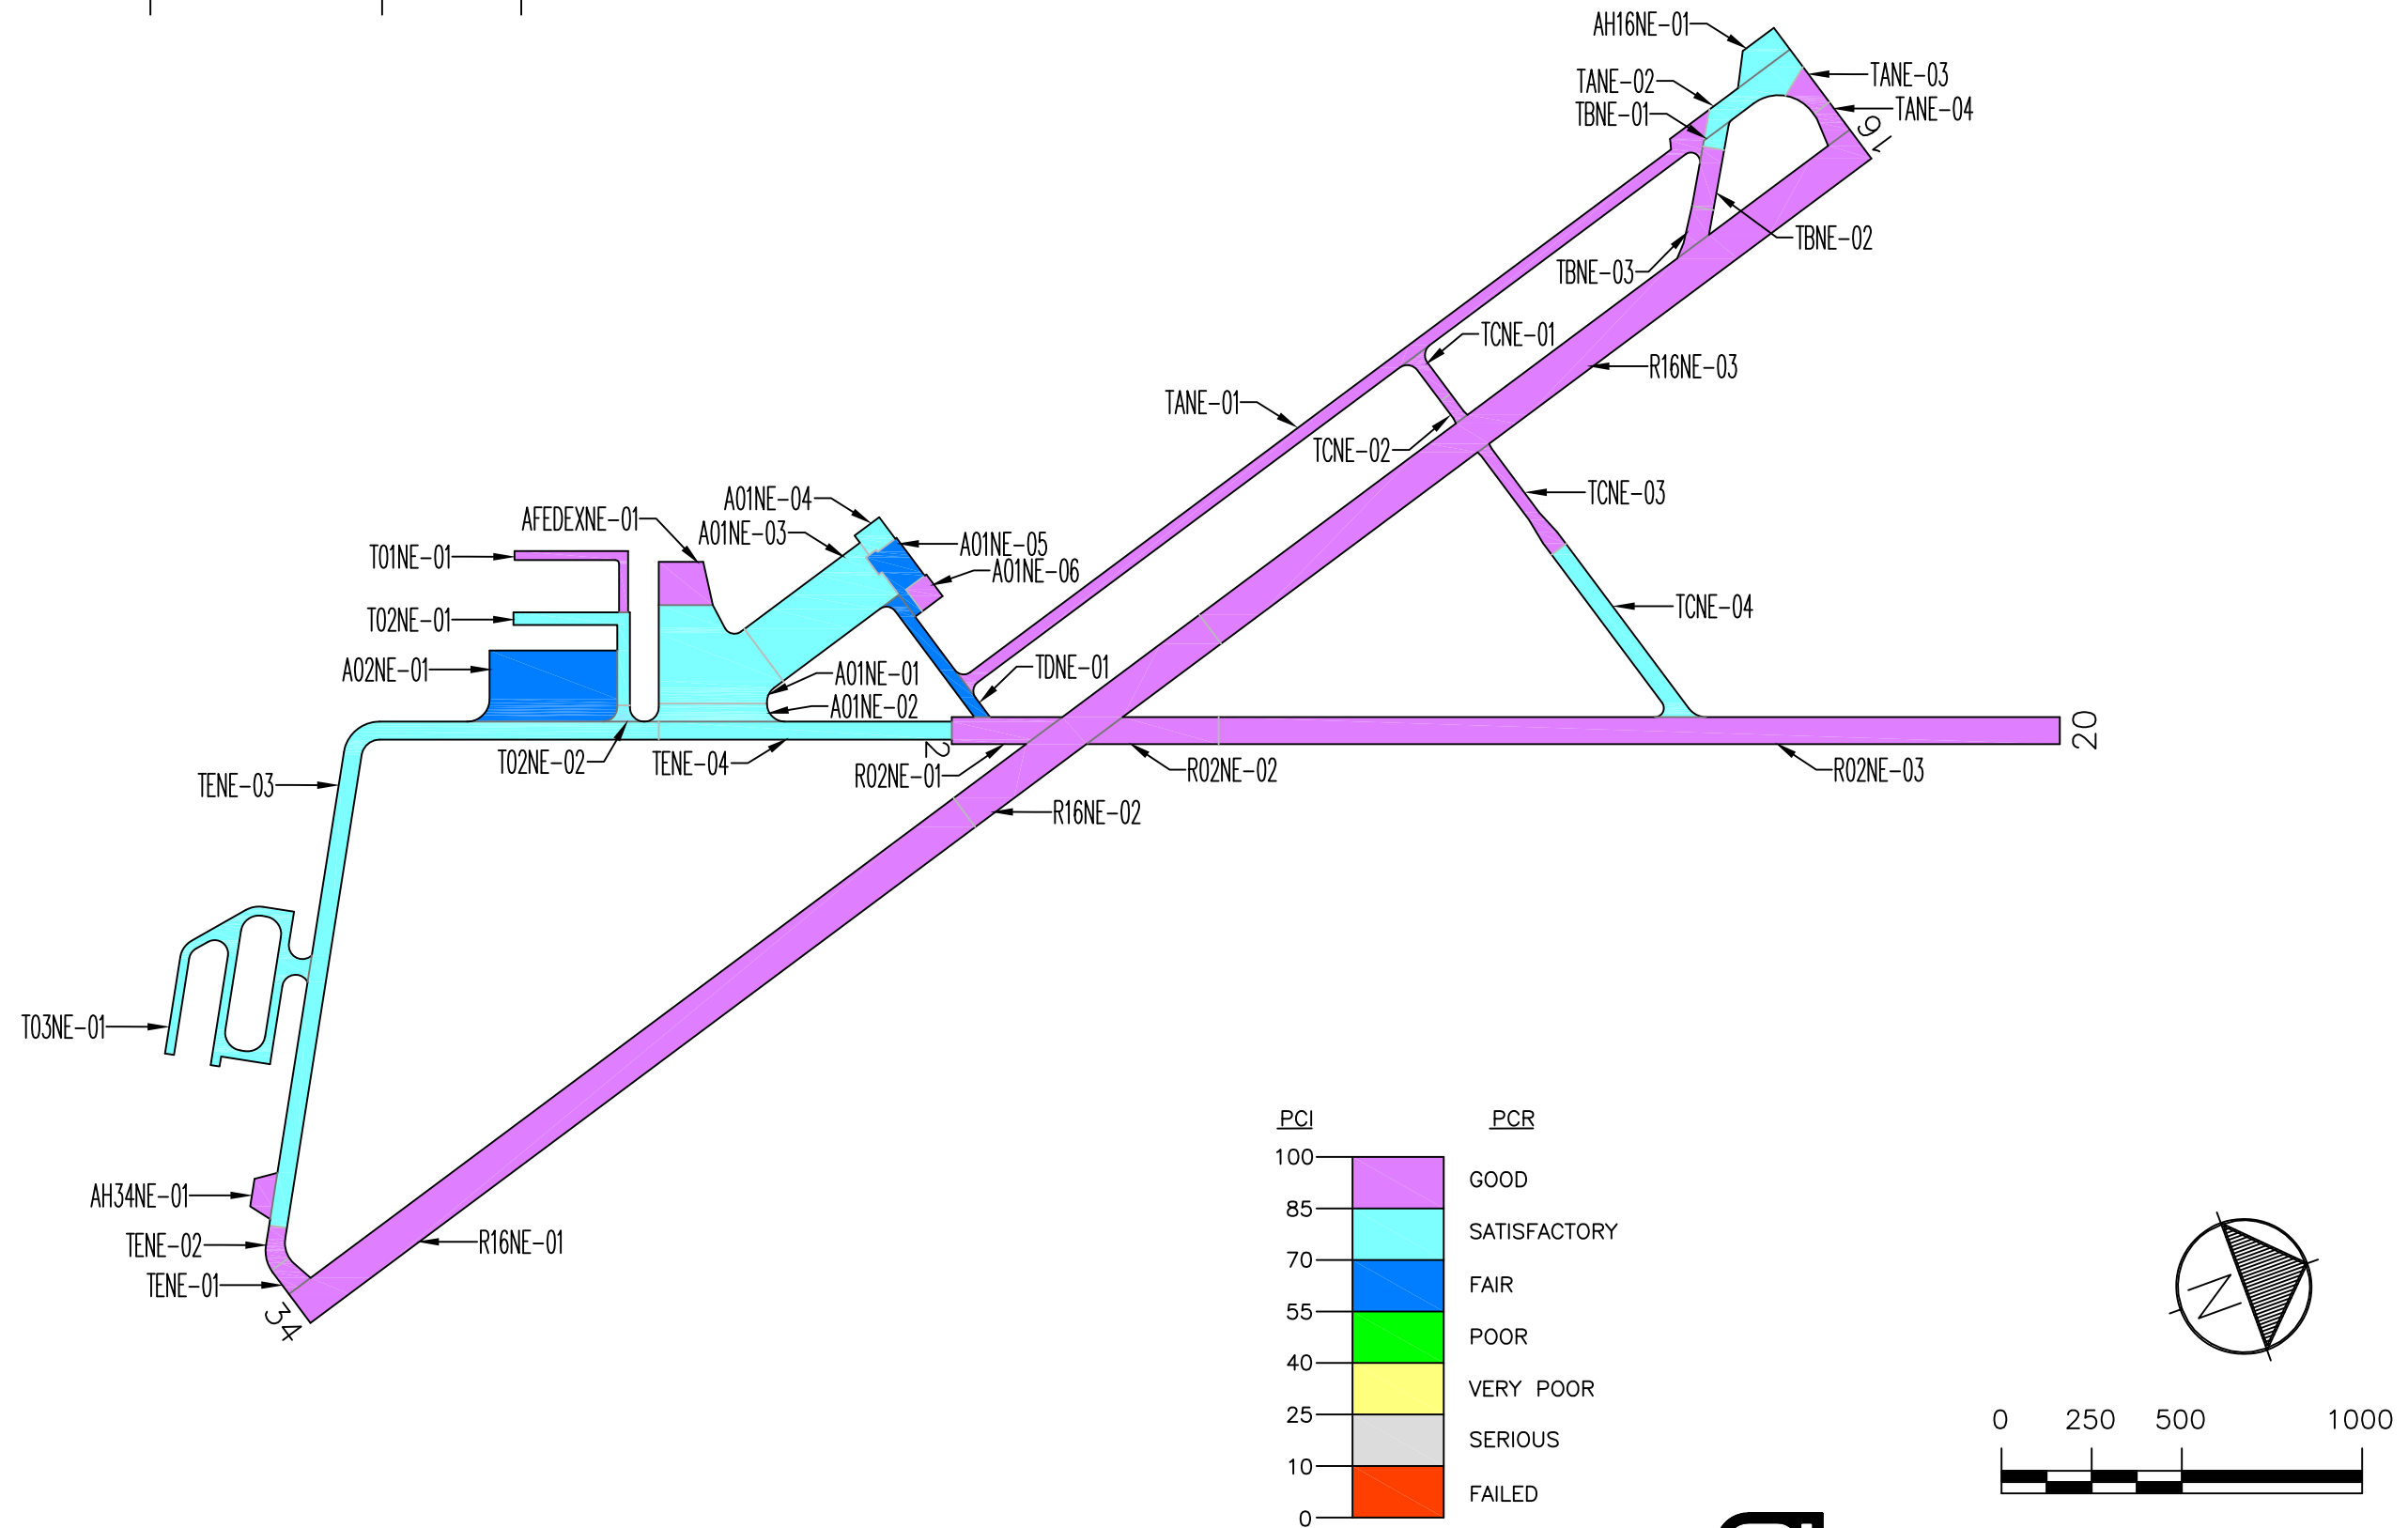 AH16NE-01
TANE-02
TANE-03
TBNE-01
TANE-04
16
TBNE-02
TBNE-03
TCNE-01
R16NE-03
TANE-01
TCNE-02
TCNE-03
A01NE-04
AFEDEXNE-01
A01NE-03
A01NE-05
T01NE-01
A01NE-06
TCNE-04
T02NE-01
A02NE-01
TDNE-01
A01NE-01
A01NE-02
20
2
T02NE-02
TENE-04
R02NE-01
R02NE-02
R02NE-03
TENE-03
R16NE-02
T03NE-01
PCI PCR
100
GOOD
85
SATISFACTORY
70
FAIR
55
POOR
40
VERY POOR
25
SERIOUS
10
FAILED
0
AH34NE-01
TENE-02
R16NE-01
TENE-01
34
N
0 250 500 1000